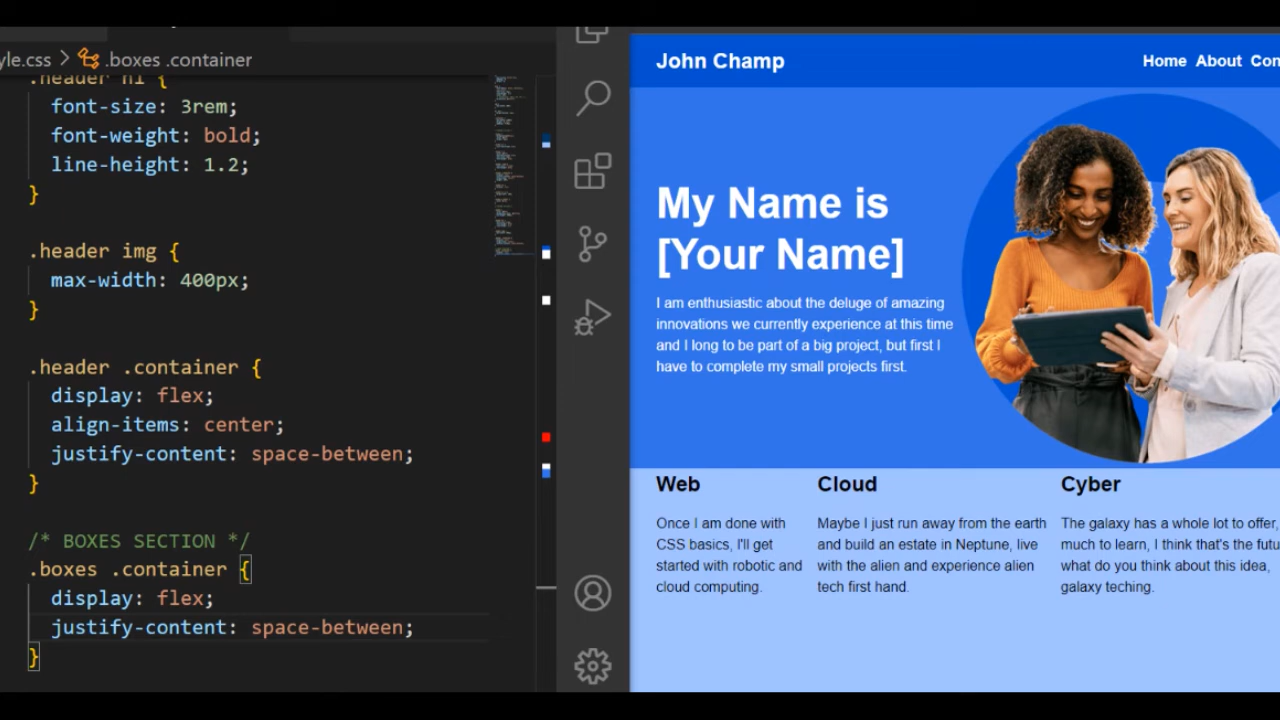 yle.css > .boxes .container
.header h1 {
font-size: 3rem;
font-weight: bold;
line-height: 1.2;
}
.header img {
max-width: 400px;
}
.header .container {
display: flex;
align-items: center;
justify-content: space-between;
}
/* BOXES SECTION */
.boxes .container {
display: flex;
justify-content: space-between;
}
John Champ
Home About Con
My Name is
[Your Name]
I am enthusiastic about the deluge of amazing
innovations we currently experience at this time
and I long to be part of a big project, but first I
have to complete my small projects first.
Web
Once I am done with
CSS basics, I'll get
started with robotic and
cloud computing.
Cloud
Maybe I just run away from the earth
and build an estate in Neptune, live
with the alien and experience alien
tech first hand.
Cyber
The galaxy has a whole lot to offer,
much to learn, I think that's the futu
what do you think about this idea,
galaxy teching.